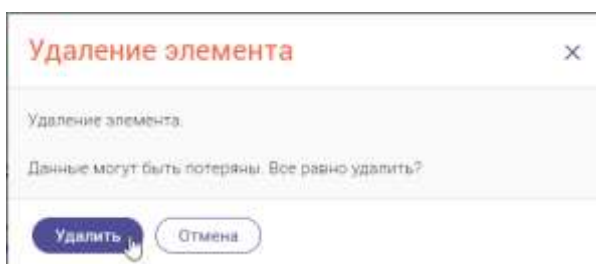 Удаление элемента
Удаление элемента.
Данные могут быть потеряны. Все равно удалить?
Удалить
Отмена